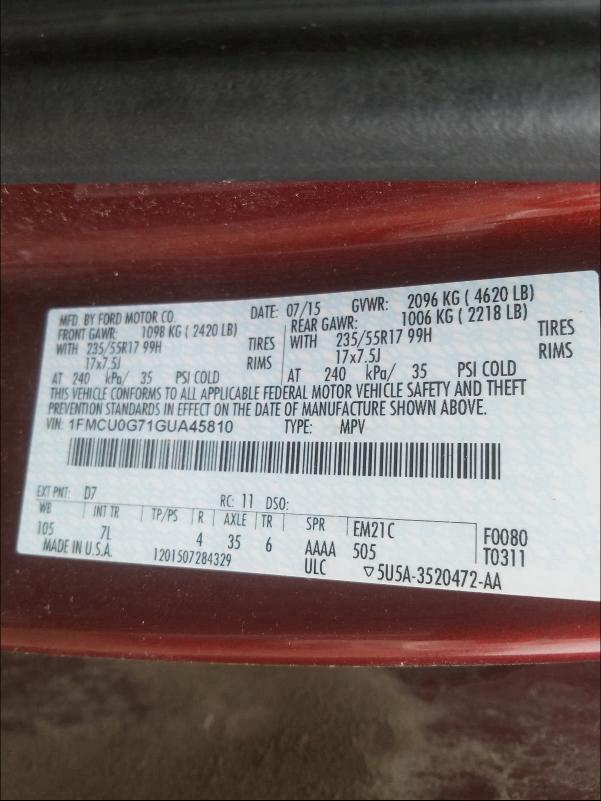 MFD. BY FORD MOTOR CO. DATE: 07/15 GVWR: 2096 KG ( 4620 LB)
FRONT GAWR: 1098 KG ( 2420 LB) REAR GAWR: 1006 KG ( 2218 LB)
WITH 235/55R17 99H TIRES WITH 235/55R17 99H TIRES
17x7.5J RIMS 17x7.5J RIMS
AT 240 kPa/ 35 PSI COLD AT 240 kPa/ 35 PSI COLD
THIS VEHICLE CONFORMS TO ALL APPLICABLE FEDERAL MOTOR VEHICLE SAFETY AND THEFT
PREVENTION STANDARDS IN EFFECT ON THE DATE OF MANUFACTURE SHOWN ABOVE.
VIN: 1FMCU0G71GUA45810 TYPE: MPV
EXT PNT: D7 RC: 11 DSO:
WB INT TR TP/PS R AXLE TR SPR EM21C F0080
105 7L 4 35 6 AAAA 505 T0311
MADE IN U.S.A. 1201507284329 ULC ▽5U5A-3520472-AA